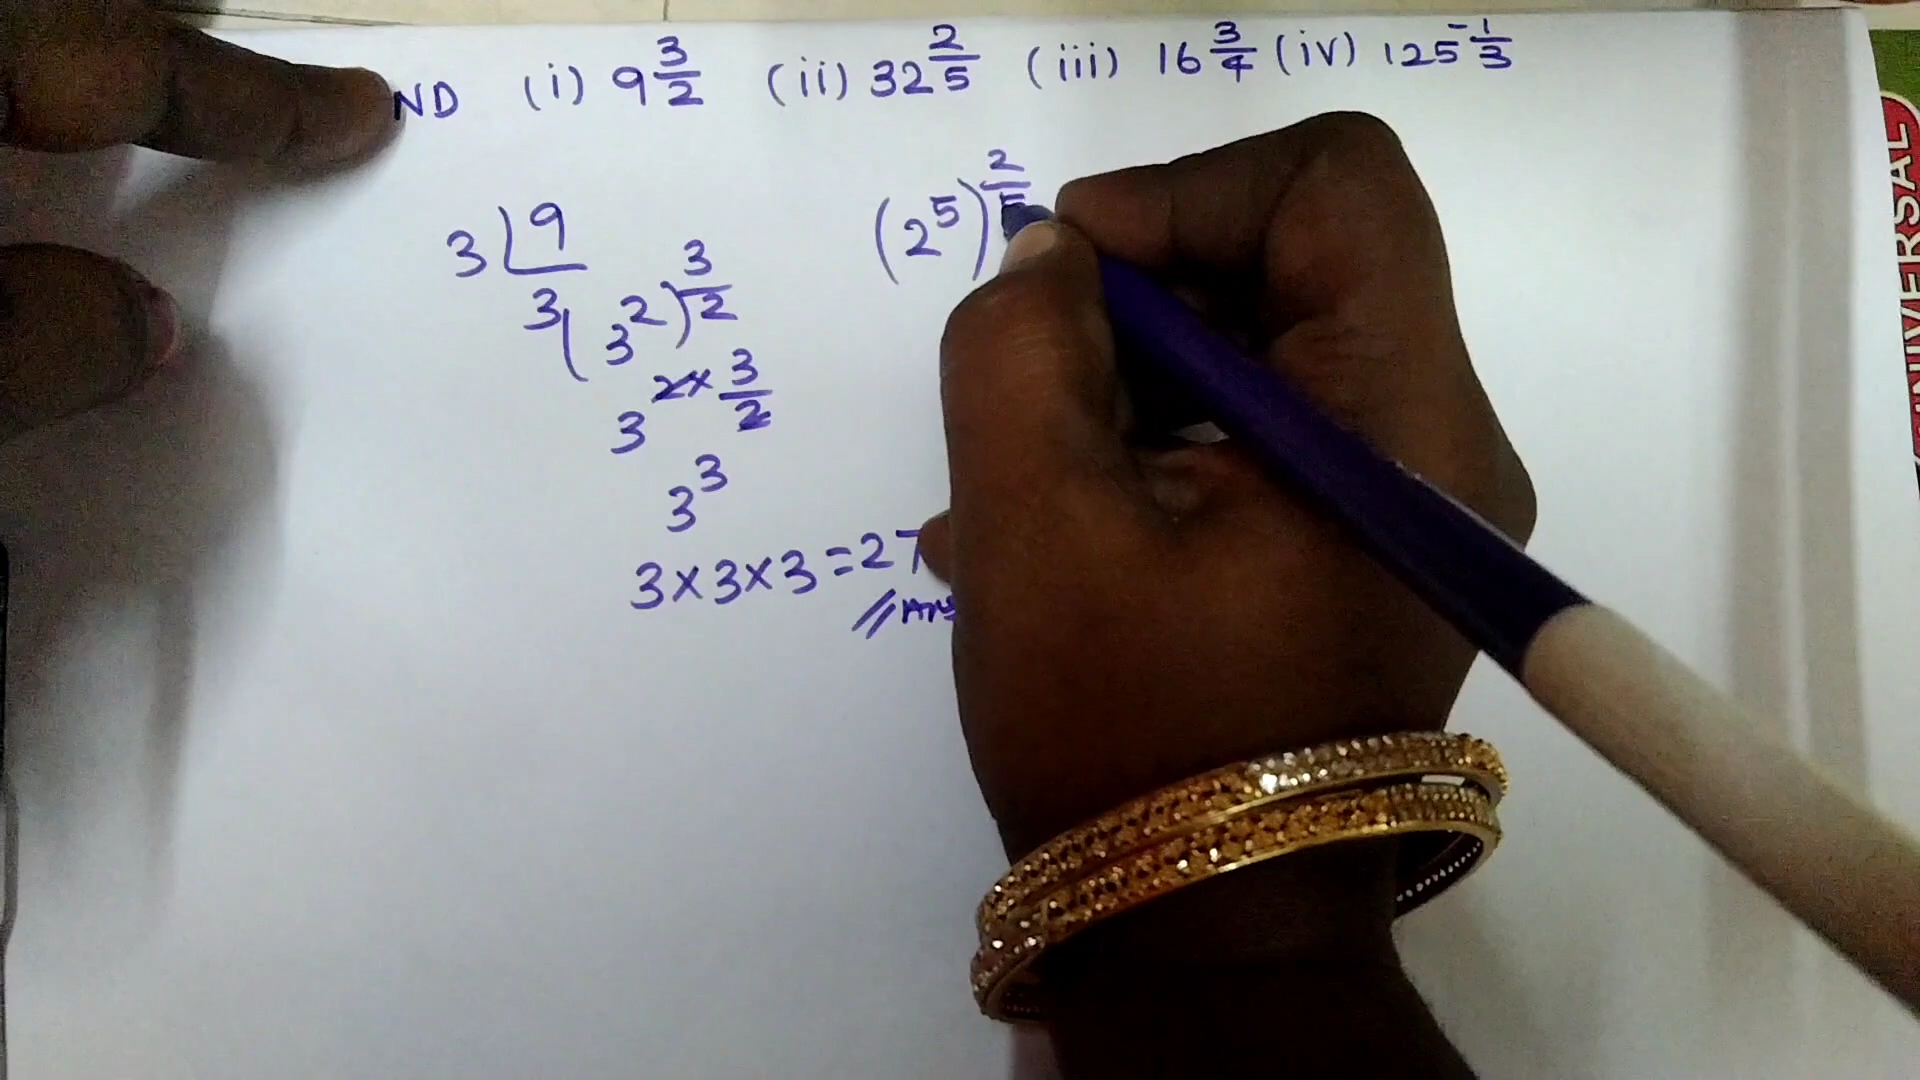 ND (i) 9^3/2 (ii) 32^2/5 (iii) 16^3/4 (iv) 125^-1/3
3 | 9
3
(3^2)^3/2
3^2×3/2
3^3
3×3×3=27
//Ans
(2^5)^2/5
UNIVERSAL